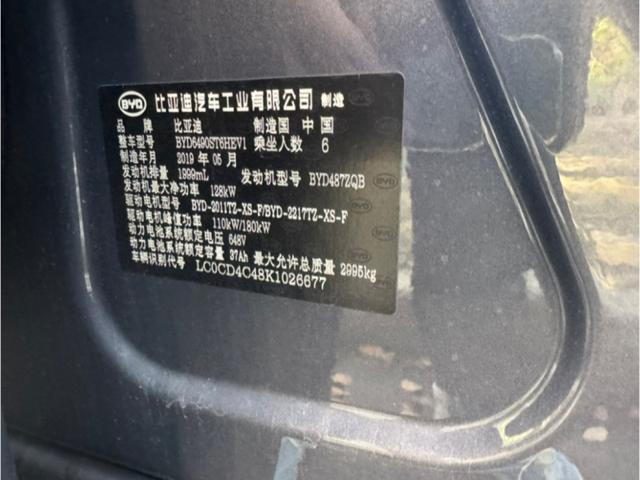 BYD 比亚迪汽车工业有限公司 制造
品牌 比亚迪 制造国 中国
整车型号 BYD6490ST6HEV1 乘坐人数 6
制造年月 2019 年 05 月
发动机排量 1999mL 发动机型号 BYD487ZQB
发动机最大净功率 128kW
驱动电机型号 BYD-2011TZ-XS-F/BYD-2217TZ-XS-F
驱动电机峰值功率 110kW/180kW
动力电池系统额定电压 648V
动力电池系统额定容量 37Ah 最大允许总质量 2995kg
车辆识别代号 LC0CD4C48K1026677